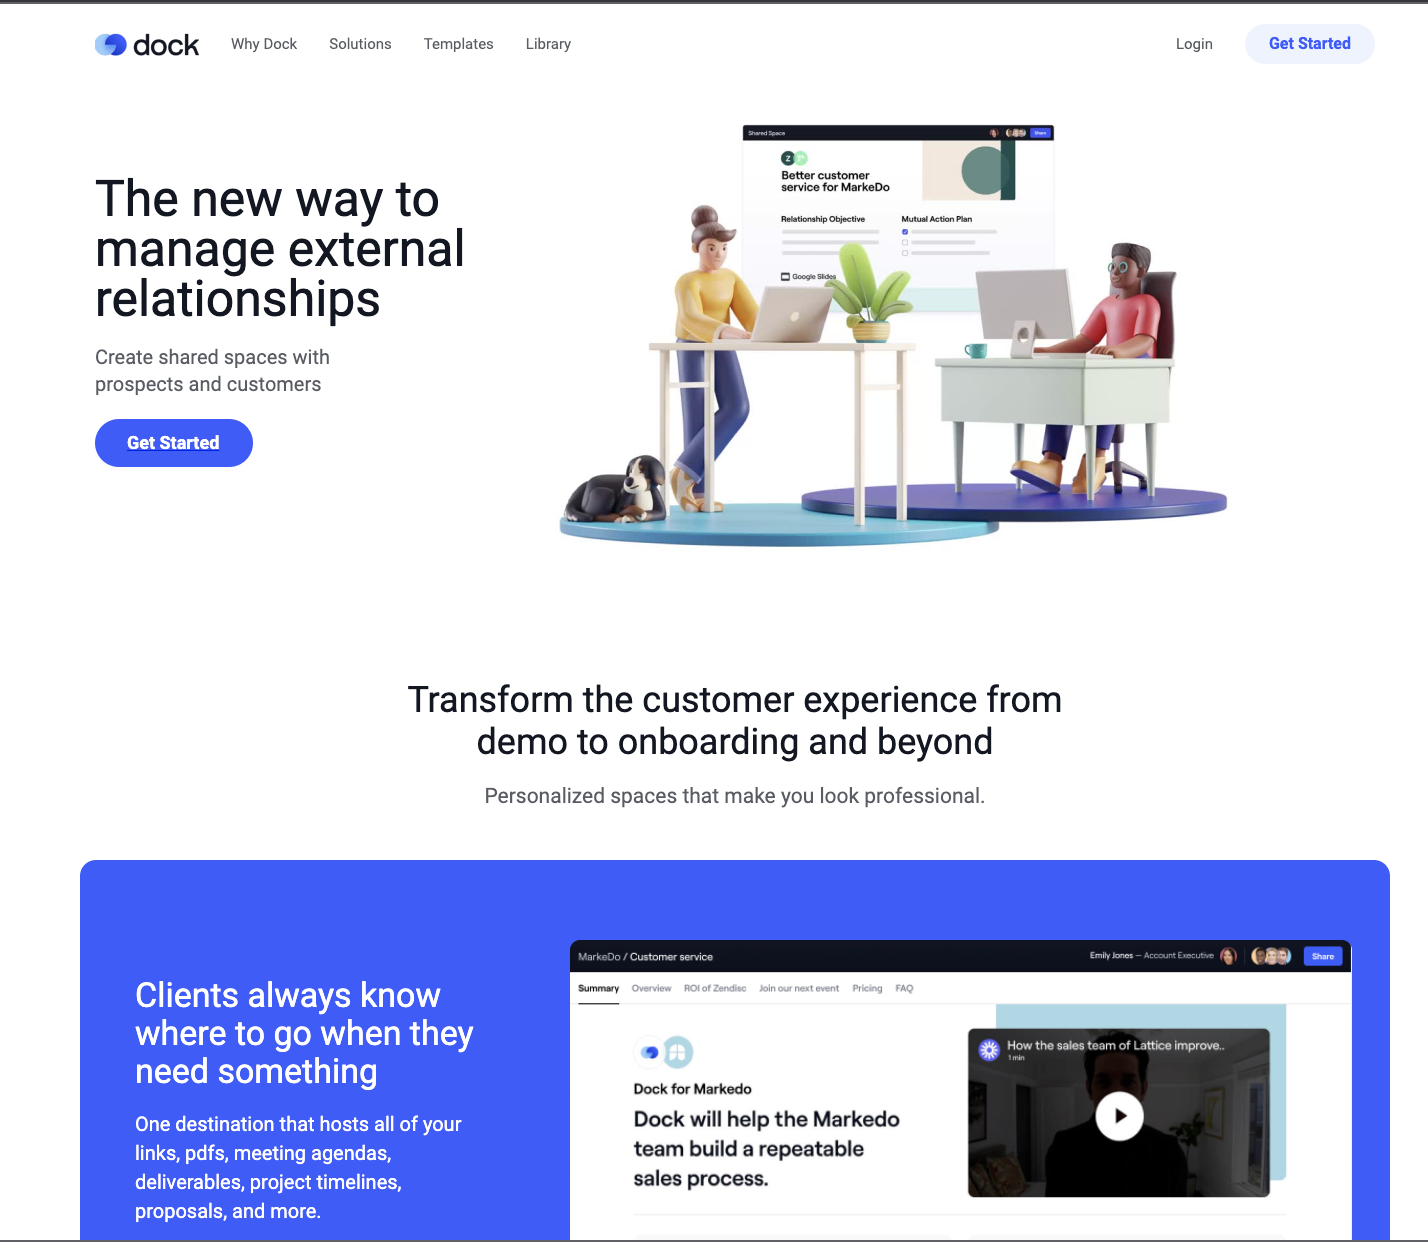 dock
Why Dock
Solutions
Templates
Library
Login
Get Started
The new way to
manage external
relationships
Create shared spaces with
prospects and customers
Get Started
Shared Space
Share
Z
Better customer
service for MarkeDo
Relationship Objective
Mutual Action Plan
Google Slides
Transform the customer experience from
demo to onboarding and beyond
Personalized spaces that make you look professional.
Clients always know
where to go when they
need something
One destination that hosts all of your
links, pdfs, meeting agendas,
deliverables, project timelines,
proposals, and more.
MarkeDo / Customer service
Emily Jones — Account Executive
Share
Summary
Overview
ROI of Zendisc
Join our next event
Pricing
FAQ
Dock for Markedo
Dock will help the Markedo
team build a repeatable
sales process.
How the sales team of Lattice improve..
1 min